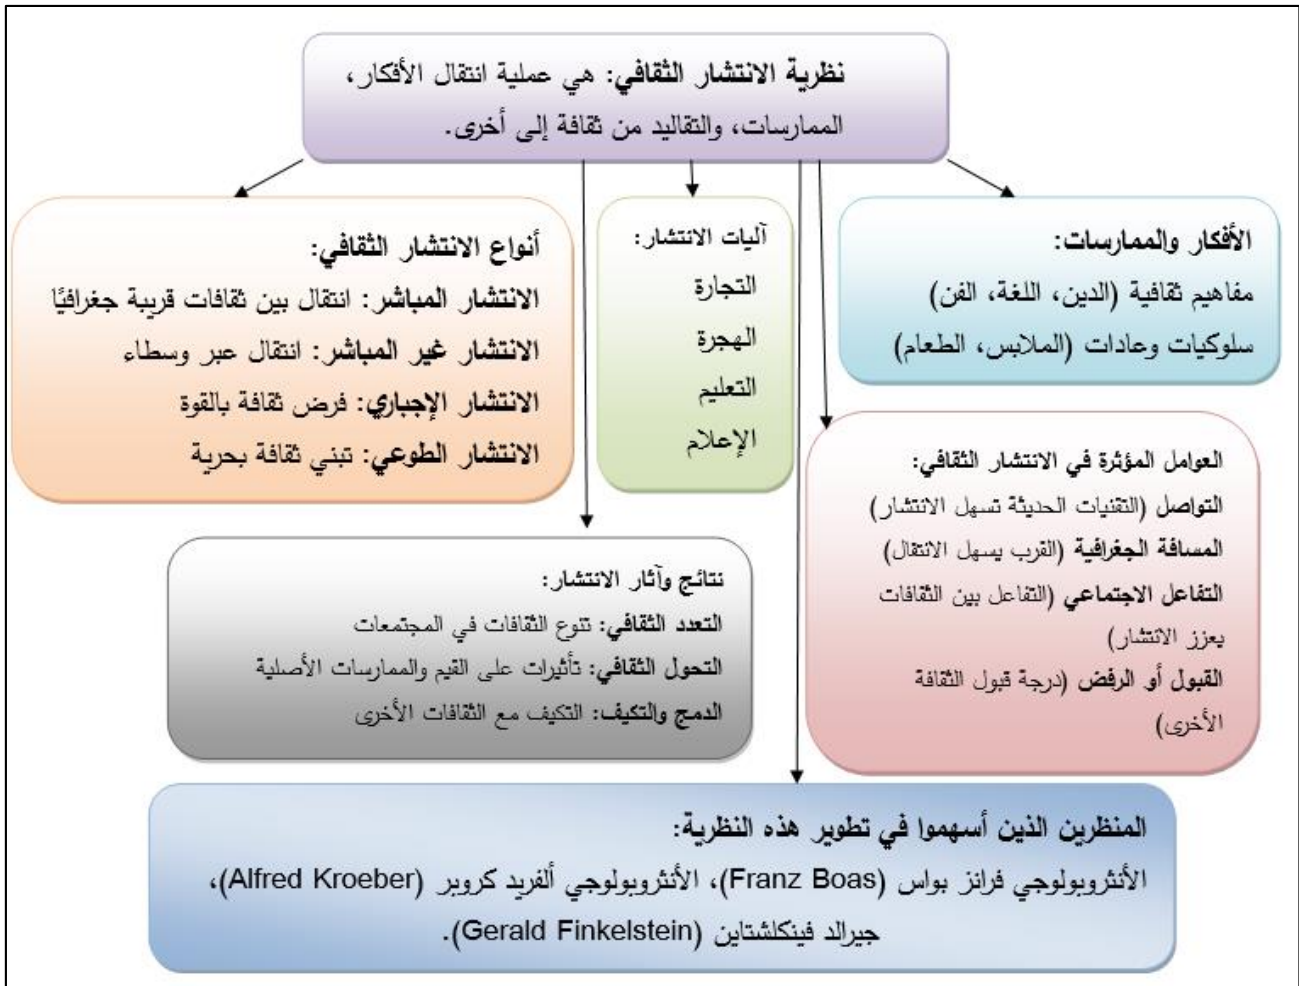 نظرية الانتشار الثقافي: هي عملية انتقال الأفكار،
الممارسات، والتقاليد من ثقافة إلى أخرى.
الأفكار والممارسات:
مفاهيم ثقافية (الدين، اللغة، الفن)
سلوكيات وعادات (الملابس، الطعام)
آليات الانتشار:
التجارة
الهجرة
التعليم
الإعلام
أنواع الانتشار الثقافي:
الانتشار المباشر: انتقال بين ثقافات قريبة جغرافيًا
الانتشار غير المباشر: انتقال عبر وسطاء
الانتشار الإجباري: فرض ثقافة بالقوة
الانتشار الطوعي: تبني ثقافة بحرية
العوامل المؤثرة في الانتشار الثقافي:
التواصل (التقنيات الحديثة تسهل الانتشار)
المسافة الجغرافية (القرب يسهل الانتقال)
التفاعل الاجتماعي (التفاعل بين الثقافات
يعزز الانتشار)
القبول أو الرفض (درجة قبول الثقافة
الأخرى)
نتائج وآثار الانتشار:
التعدد الثقافي: تنوع الثقافات في المجتمعات
التحول الثقافي: تأثيرات على القيم والممارسات الأصلية
الدمج والتكيف: التكيف مع الثقافات الأخرى
المنظرين الذين أسهموا في تطوير هذه النظرية:
الأنثروبولوجي فرانز بواس (Franz Boas)، الأنثروبولوجي ألفريد كروبر (Alfred Kroeber)،
جيرالد فينكلشتاين (Gerald Finkelstein).